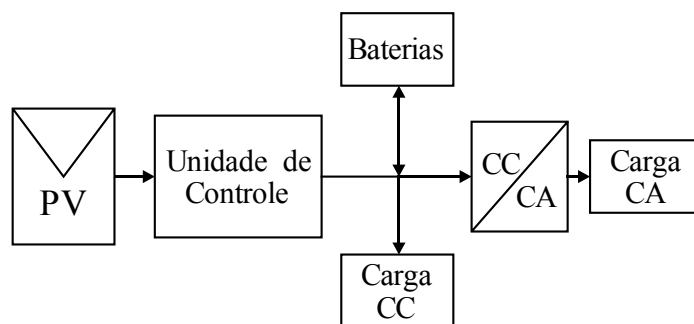 Baterias
PV
Unidade de
Controle
CC
CA
Carga
CA
Carga
CC